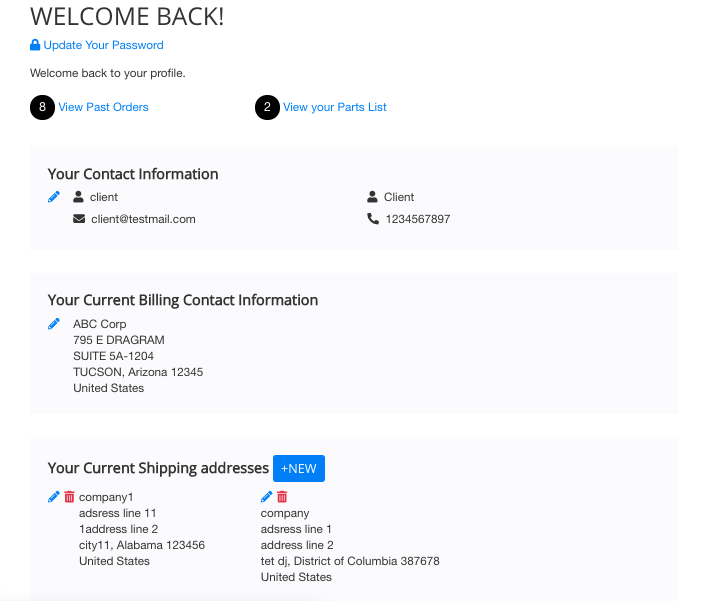 WELCOME BACK!
Update Your Password
Welcome back to your profile.
8 View Past Orders
2 View your Parts List
Your Contact Information
client
Client
client@testmail.com
1234567897
Your Current Billing Contact Information
ABC Corp
795 E DRAGRAM
SUITE 5A-1204
TUCSON, Arizona 12345
United States
Your Current Shipping addresses +NEW
company1
adsress line 11
1address line 2
city11, Alabama 123456
United States
company
adsress line 1
address line 2
tet dj, District of Columbia 387678
United States